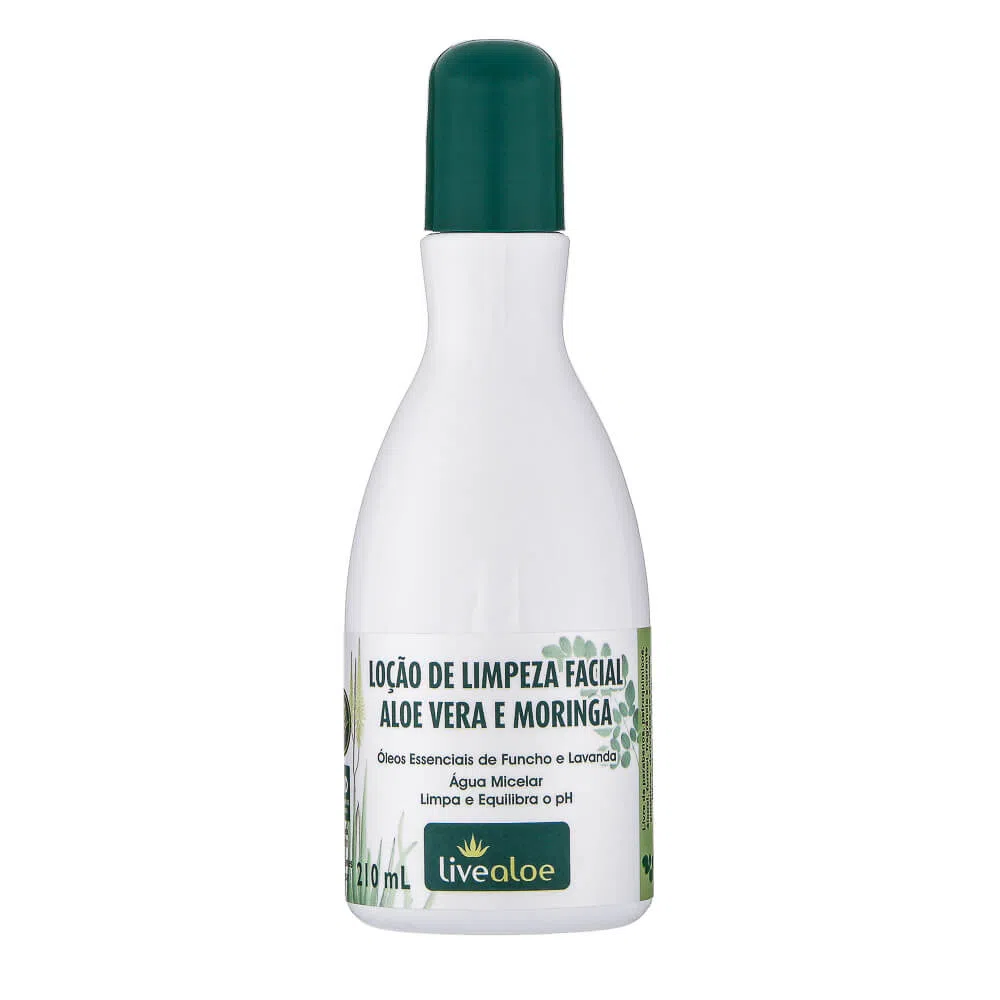 LOÇÃO DE LIMPEZA FACIAL
ALOE VERA E MORINGA
Óleos Essenciais de Funcho e Lavanda
Água Micelar
Limpa e Equilibra o pH
210 mL
livealoe